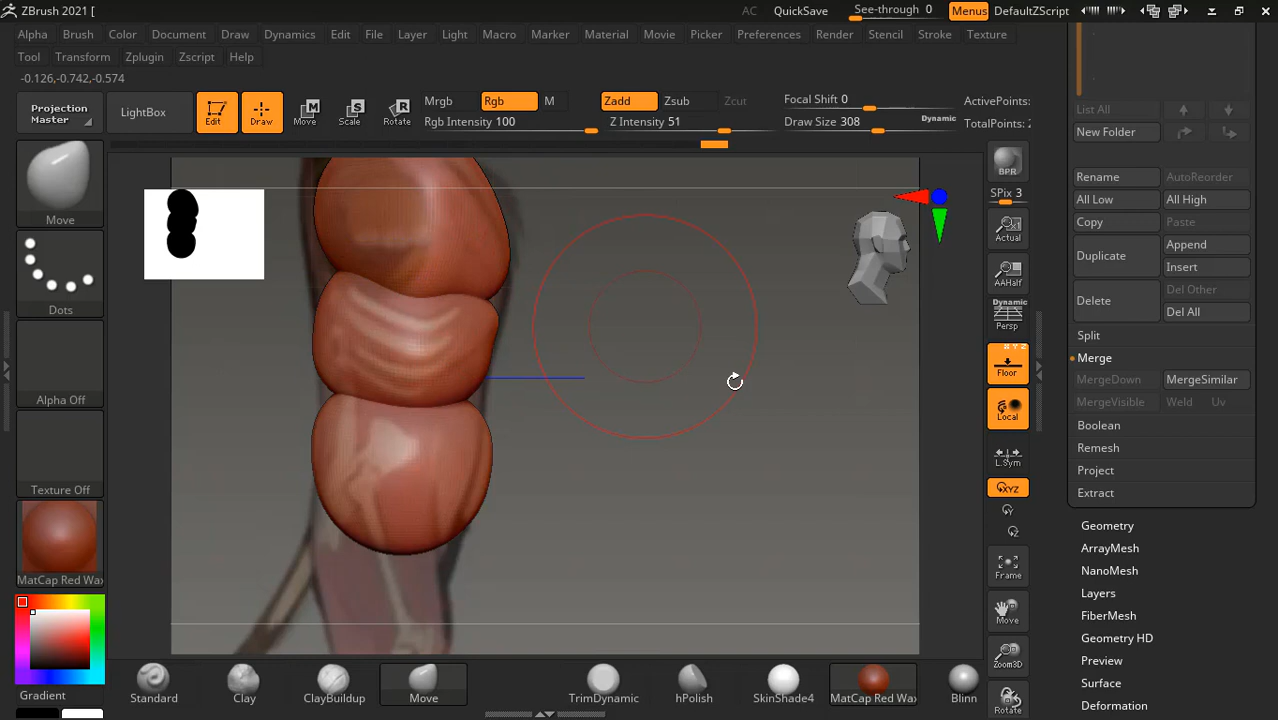 ZBrush 2021 [
AC
QuickSave
See-through 0
Menus
DefaultZScript
Alpha
Brush
Color
Document
Draw
Dynamics
Edit
File
Layer
Light
Macro
Marker
Material
Movie
Picker
Preferences
Render
Stencil
Stroke
Texture
Tool
Transform
Zplugin
Zscript
Help
-0.126,-0.742,-0.574
Projection
Master
LightBox
Edit
Draw
Move
Scale
Rotate
Mrgb
Rgb
M
Rgb Intensity 100
Zadd
Zsub
Zcut
Z Intensity 51
Focal Shift 0
Draw Size 308
Dynamic
ActivePoints:
TotalPoints: 2
Move
Dots
Alpha Off
Texture Off
MatCap Red Wax
Gradient
BPR
SPix 3
Actual
AAHalf
Dynamic
Persp
X Y Z
Floor
Local
L.Sym
XYZ
Y
Z
Frame
Move
Zoom3D
Rotate
List All
New Folder
Rename
AutoReorder
All Low
All High
Copy
Paste
Duplicate
Append
Insert
Delete
Del Other
Del All
Split
Merge
MergeDown
MergeSimilar
MergeVisible
Weld
Uv
Boolean
Remesh
Project
Extract
Geometry
ArrayMesh
NanoMesh
Layers
FiberMesh
Geometry HD
Preview
Surface
Deformation
Standard
Clay
ClayBuildup
Move
TrimDynamic
hPolish
SkinShade4
MatCap Red Wax
Blinn